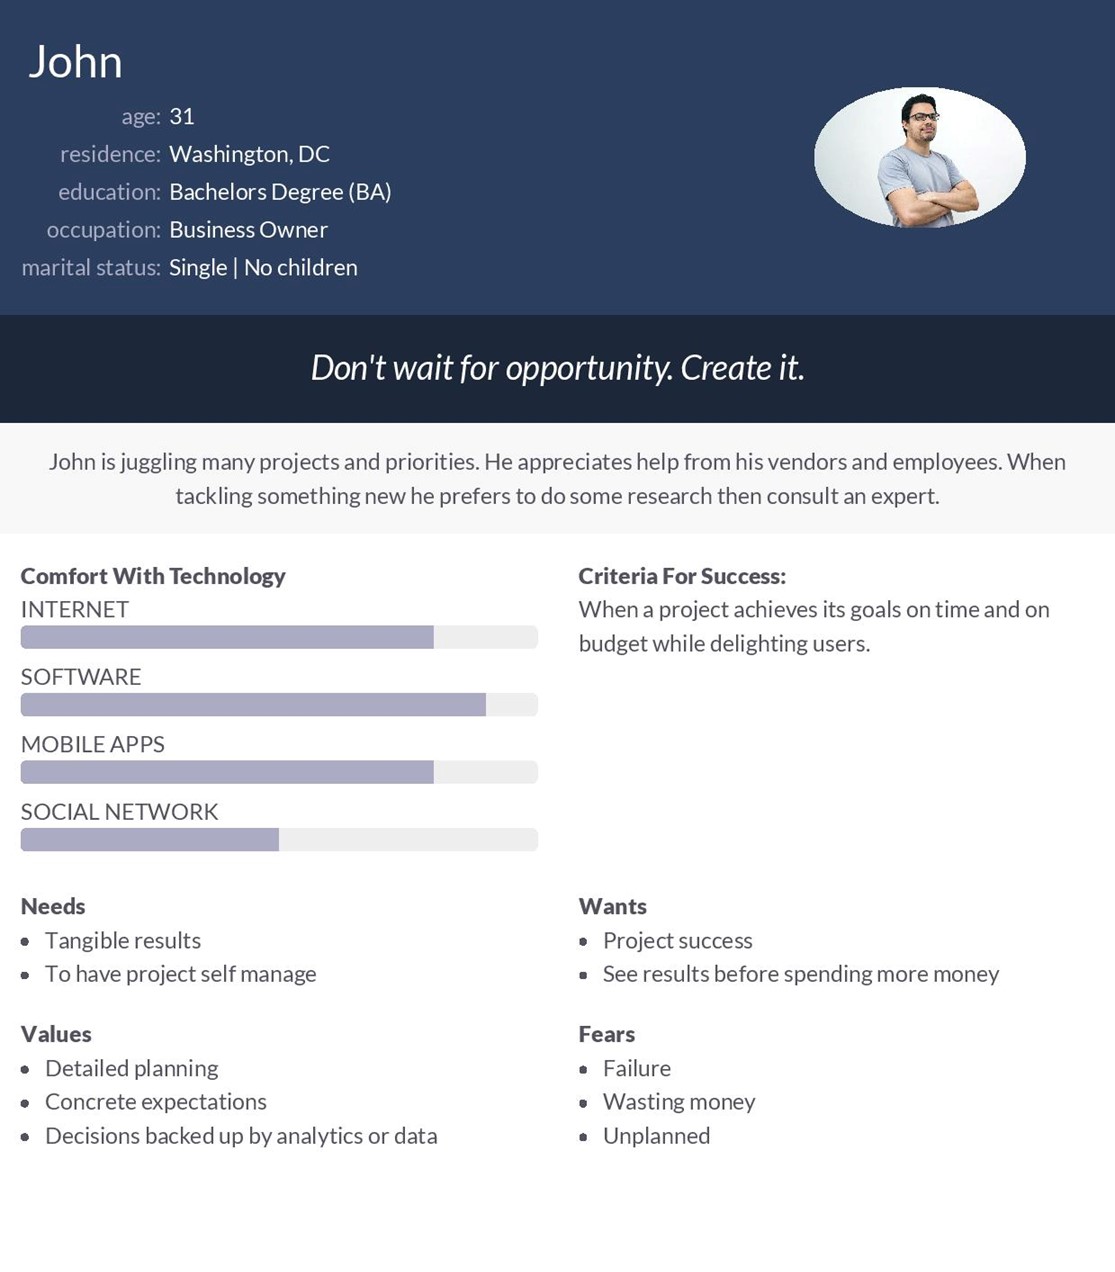 John
age: 31
residence: Washington, DC
education: Bachelors Degree (BA)
occupation: Business Owner
marital status: Single | No children
Don't wait for opportunity. Create it.
John is juggling many projects and priorities. He appreciates help from his vendors and employees. When
tackling something new he prefers to do some research then consult an expert.
Comfort With Technology
INTERNET
SOFTWARE
MOBILE APPS
SOCIAL NETWORK
Criteria For Success:
When a project achieves its goals on time and on
budget while delighting users.
Needs
• Tangible results
• To have project self manage
Wants
• Project success
• See results before spending more money
Values
• Detailed planning
• Concrete expectations
• Decisions backed up by analytics or data
Fears
• Failure
• Wasting money
• Unplanned